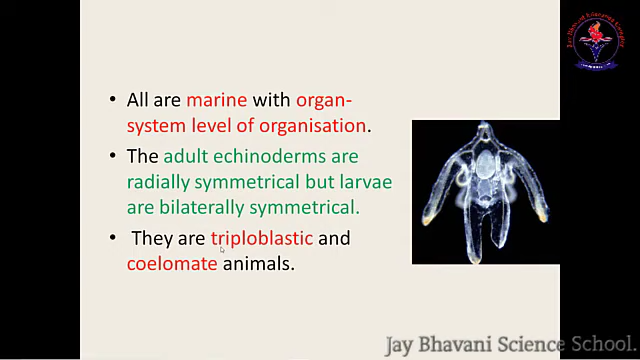 • All are marine with organ-
system level of organisation.
• The adult echinoderms are
radially symmetrical but larvae
are bilaterally symmetrical.
• They are triploblastic and
coelomate animals.
Jay Bhavani Science School.